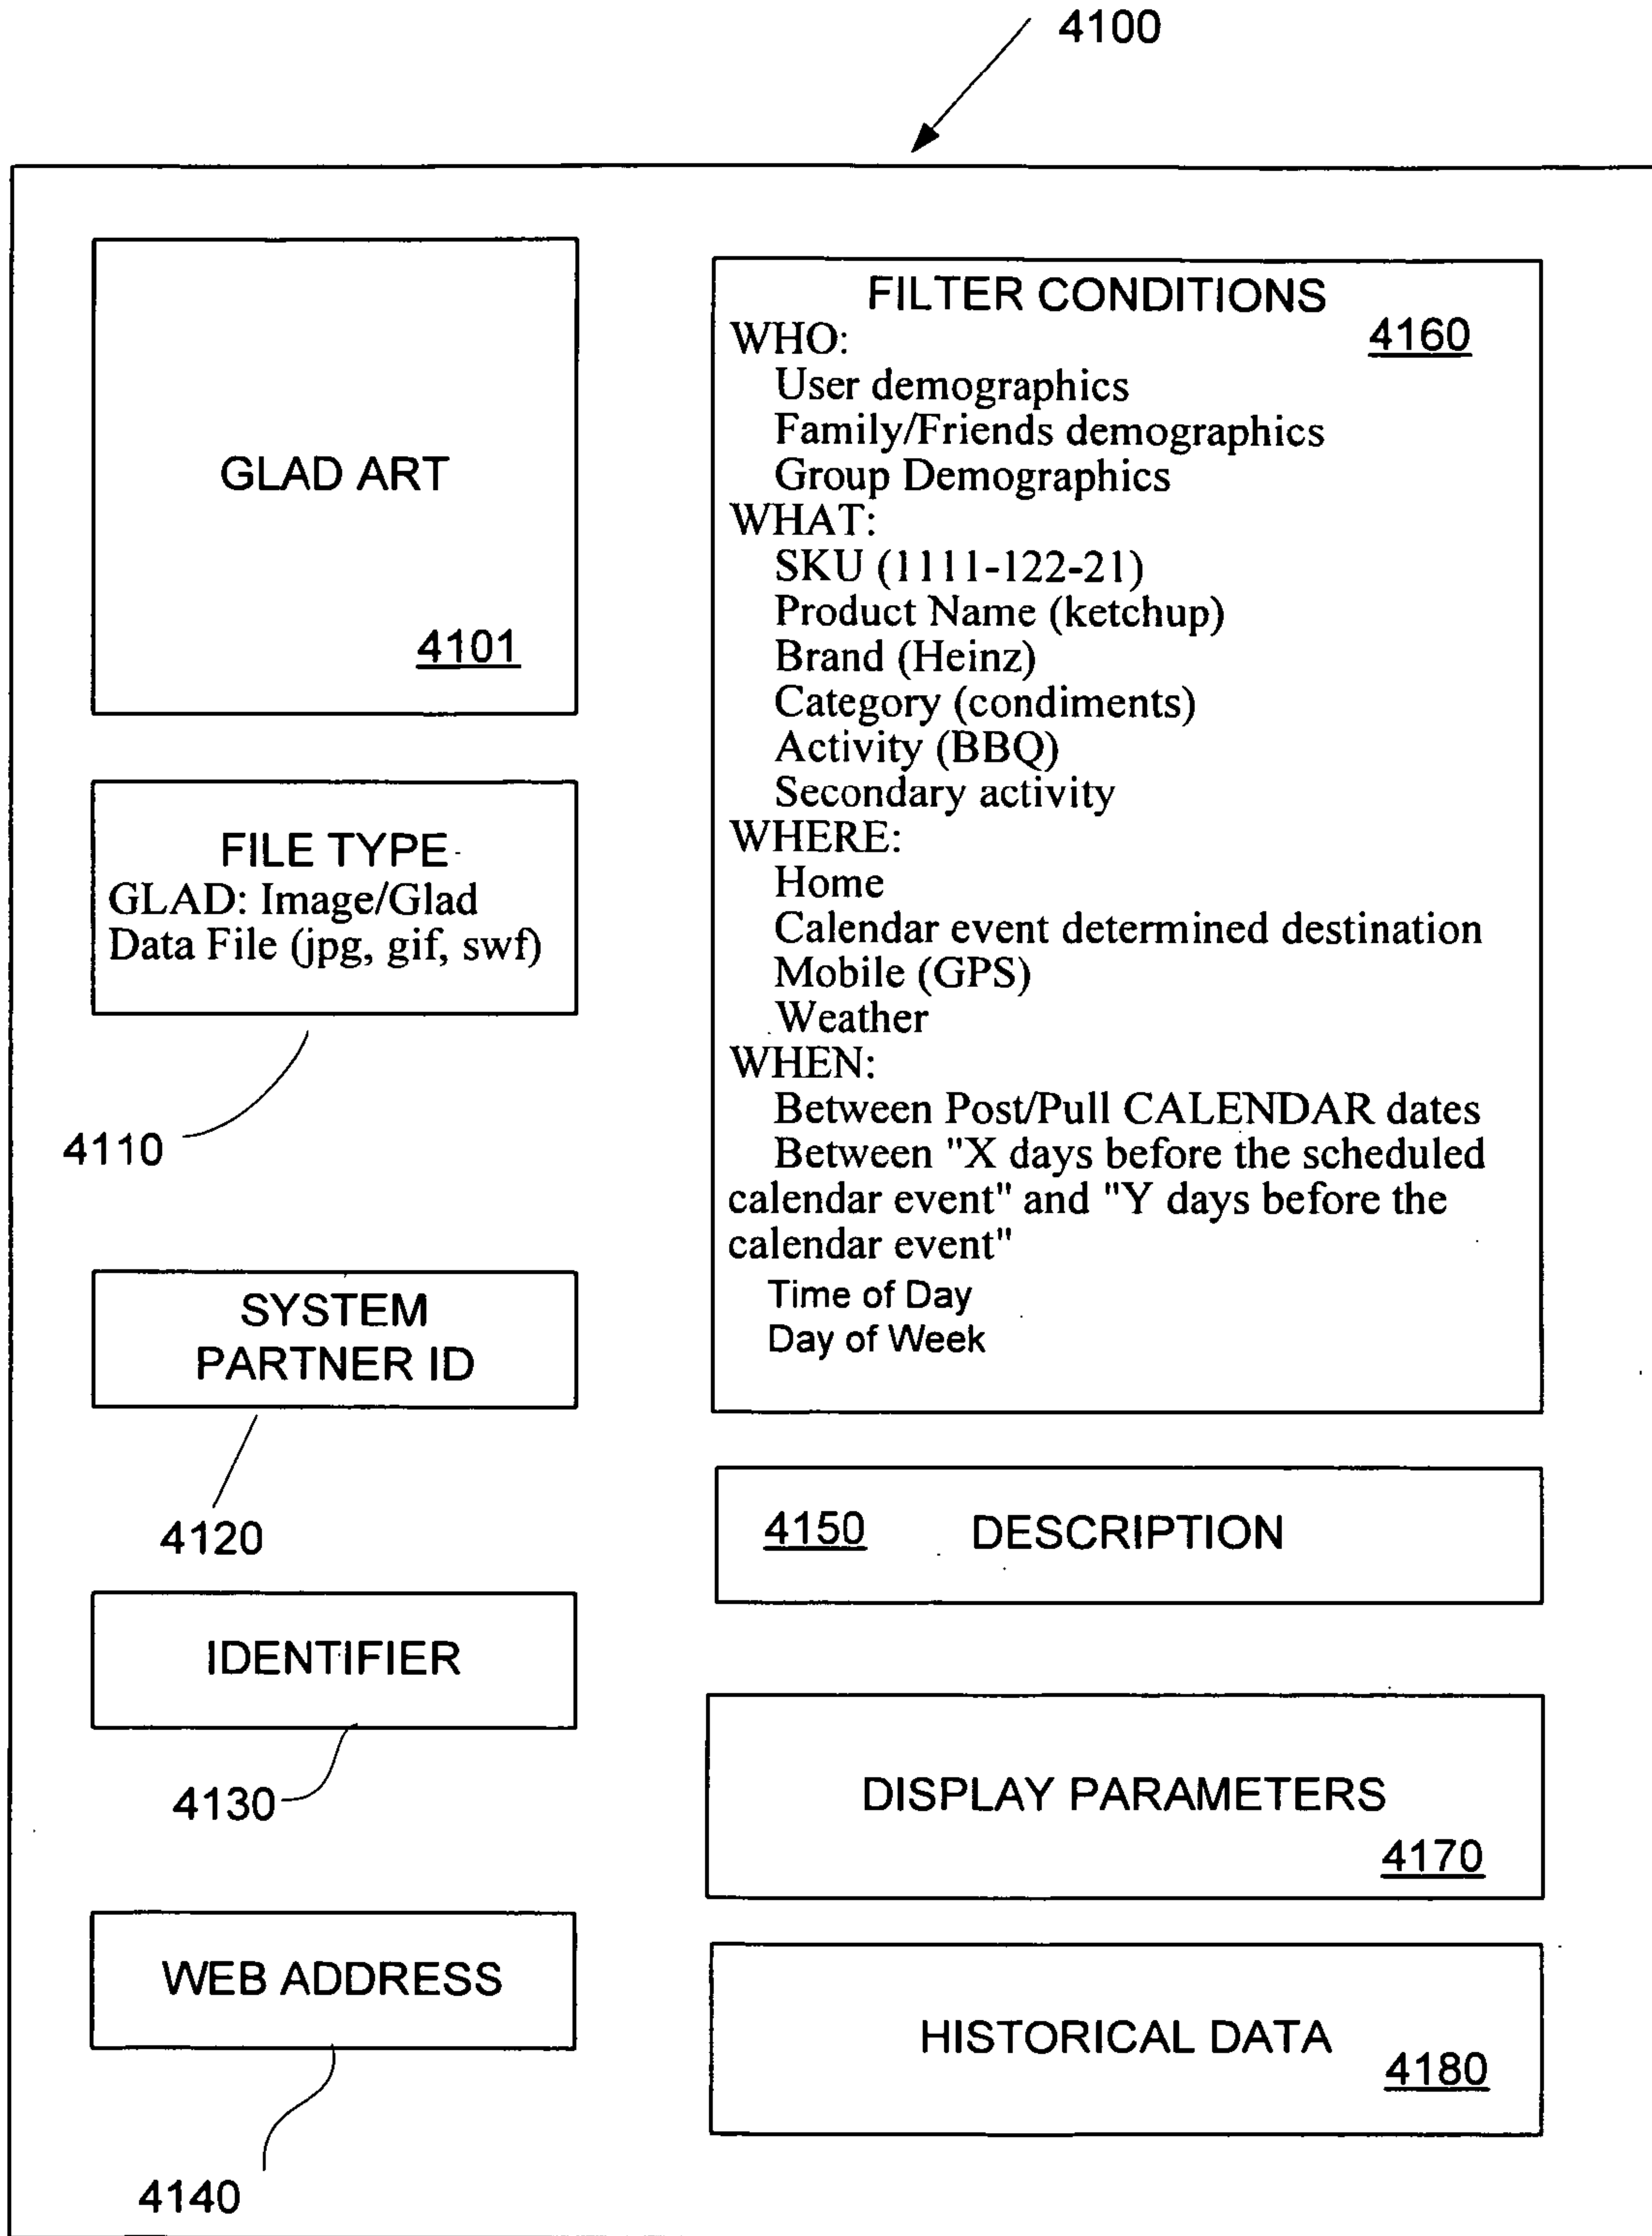 4100
GLAD ART
4101
FILE TYPE
GLAD: Image/Glad
Data File (jpg, gif, swf)
4110
SYSTEM
PARTNER ID
4120
IDENTIFIER
4130
WEB ADDRESS
4140
FILTER CONDITIONS
4160
WHO:
User demographics
Family/Friends demographics
Group Demographics
WHAT:
SKU (1111-122-21)
Product Name (ketchup)
Brand (Heinz)
Category (condiments)
Activity (BBQ)
Secondary activity
WHERE:
Home
Calendar event determined destination
Mobile (GPS)
Weather
WHEN:
Between Post/Pull CALENDAR dates
Between "X days before the scheduled
calendar event" and "Y days before the
calendar event"
Time of Day
Day of Week
4150 DESCRIPTION
DISPLAY PARAMETERS
4170
HISTORICAL DATA
4180